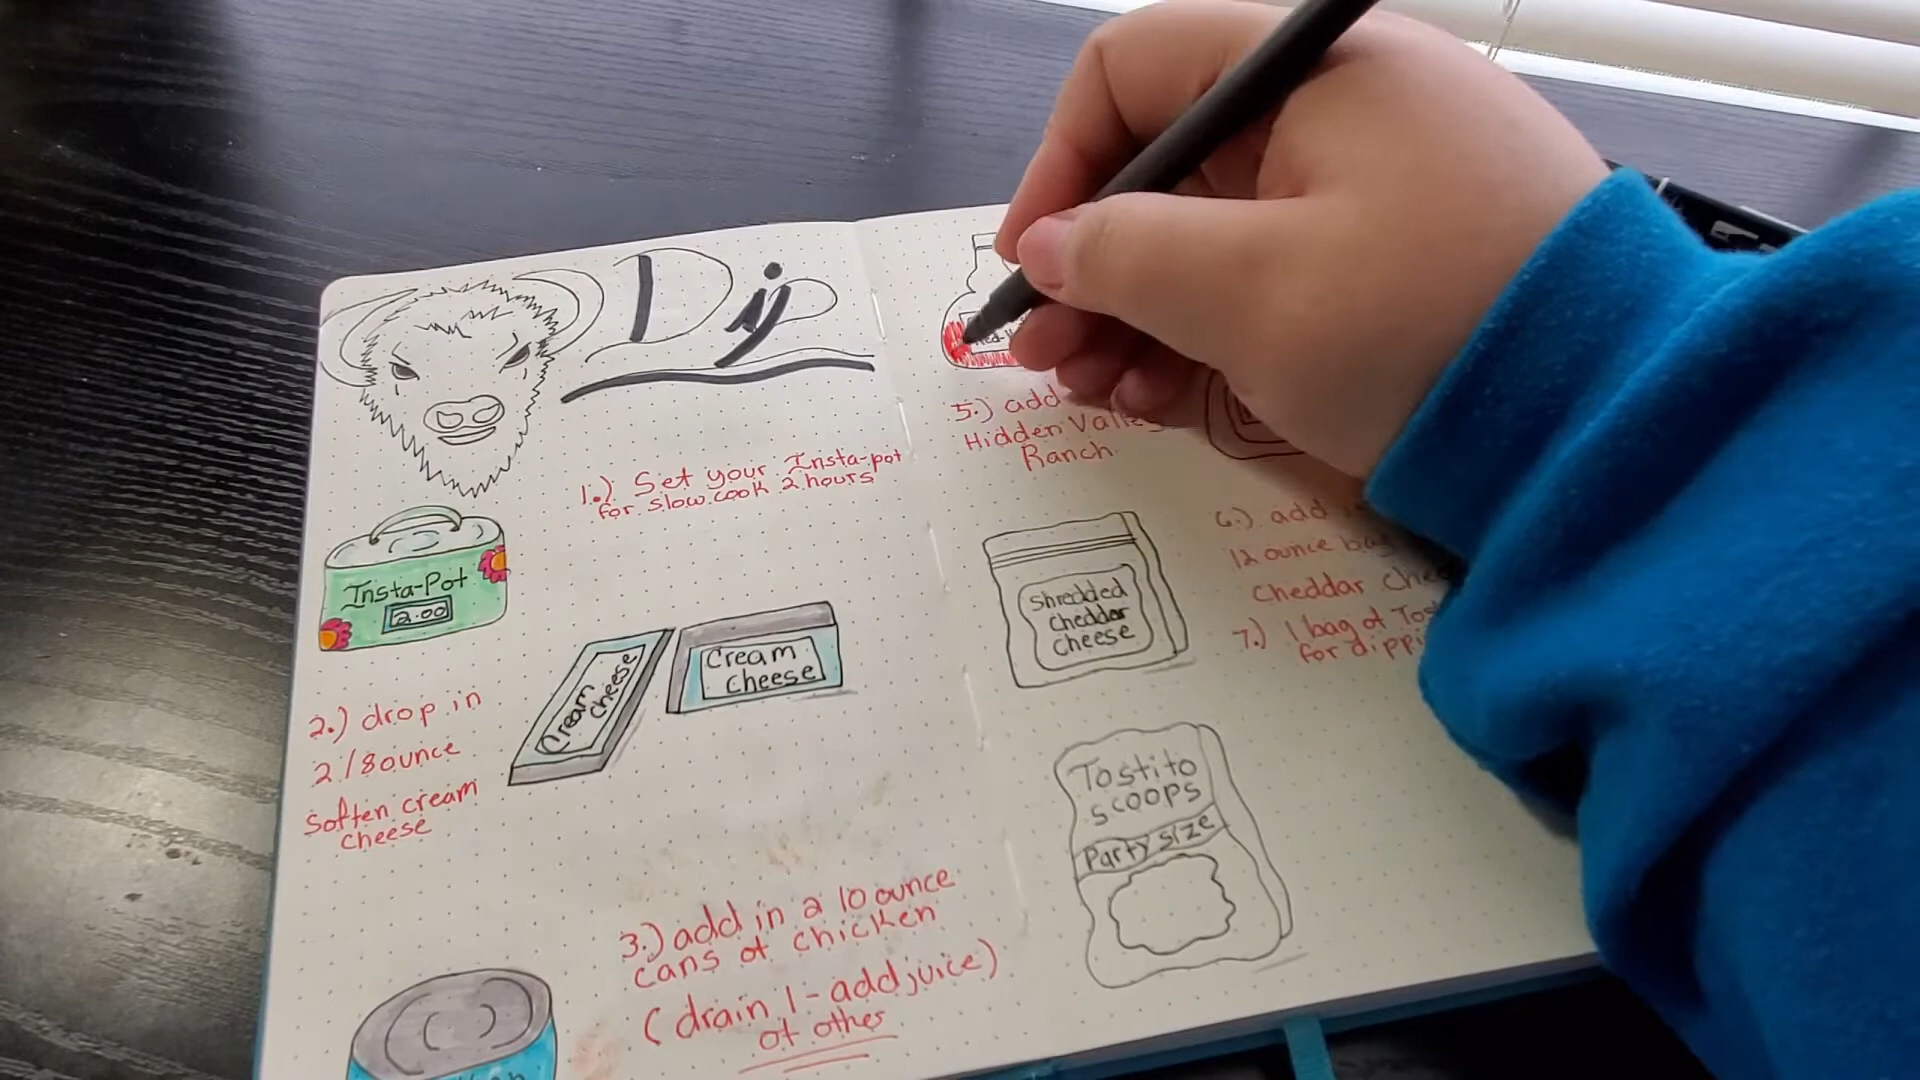 Dip
1.) Set your Insta-pot
for slow cook 2 hours
Insta-Pot
2:00
Cream
Cheese
Cream
Cheese
2.) drop in
2 / 8 ounce
Soften cream
cheese
3.) add in 2 10 ounce
cans of chicken
(drain 1 - add juice)
of other
5.) add
Hidden Valley
Ranch
Shredded
Cheddar
Cheese
6.) add
12 ounce bag
Cheddar
7.) 1 bag of
for
Tostito
Scoops
Party Size